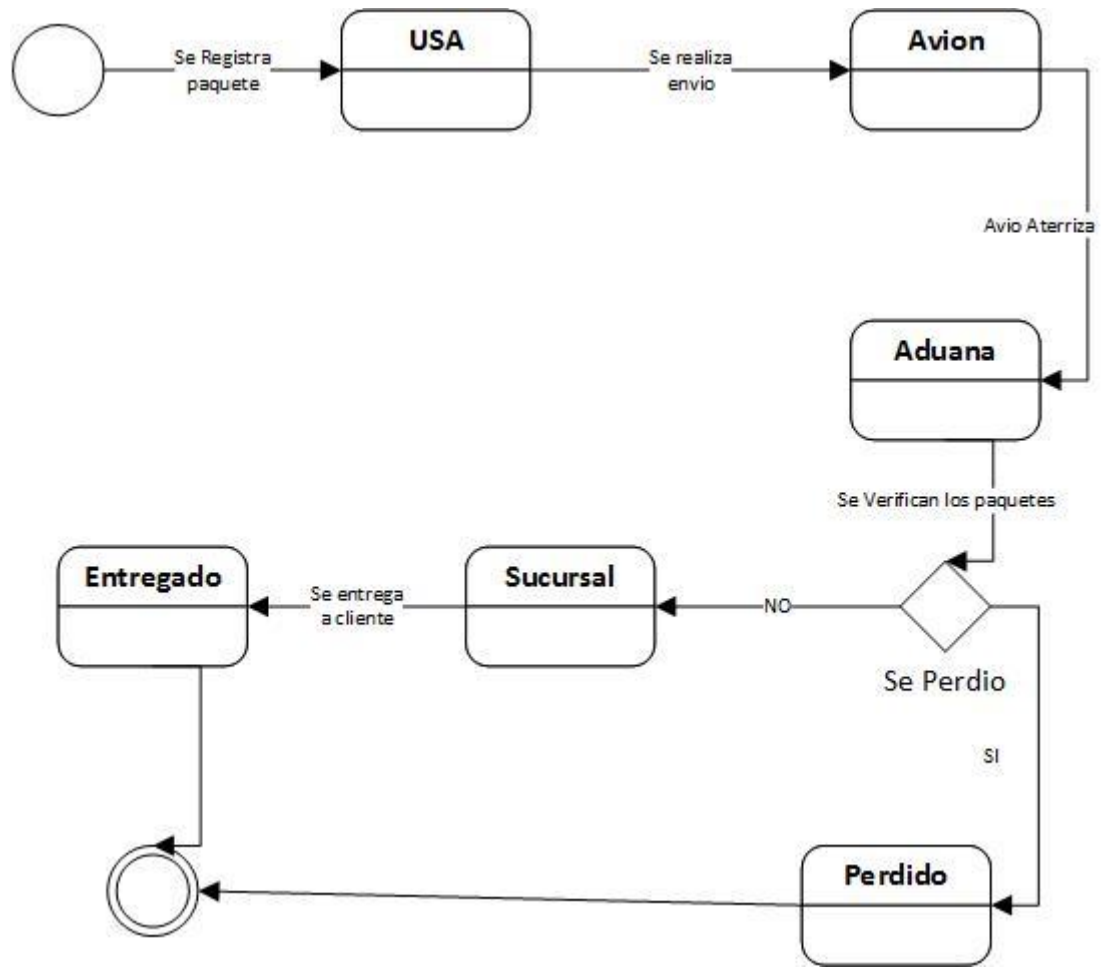 USA
Avion
Se Registra
paquete
Se realiza
envio
Avio Aterriza
Aduana
Se Verifican los paquetes
Entregado
Se entrega
a cliente
Sucursal
NO
Se Perdio
SI
Perdido